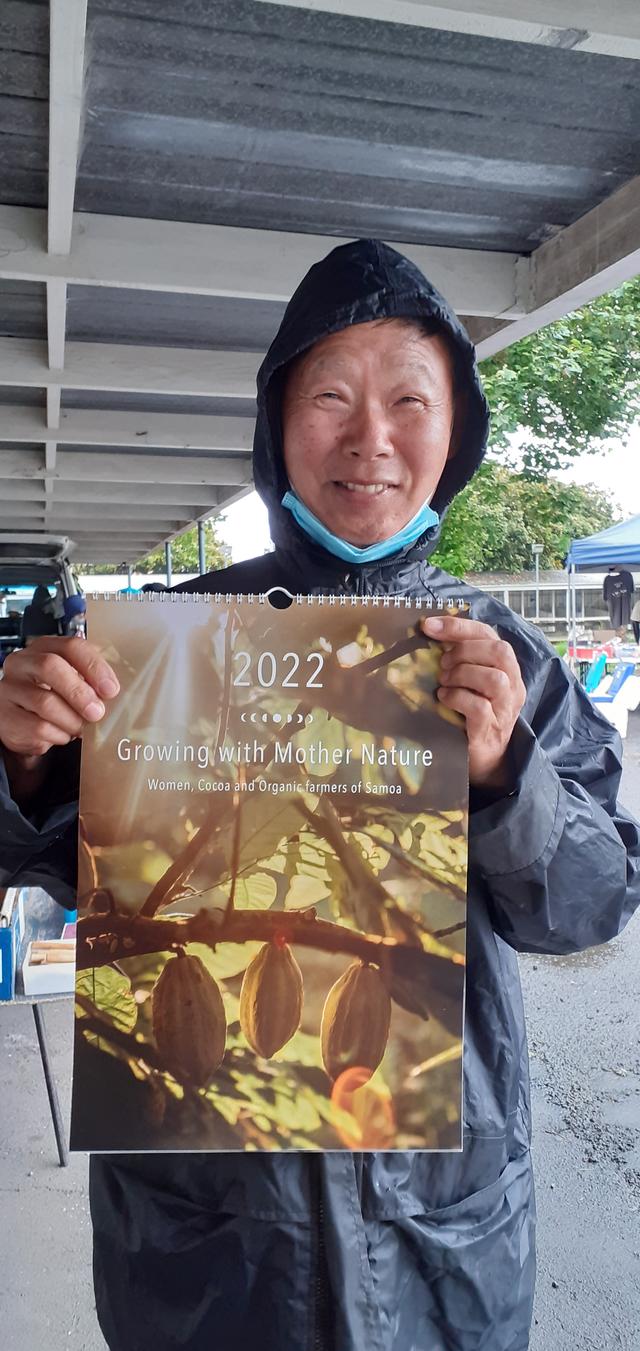 2022
Growing with Mother Nature
Women, Cocoa and Organic farmers of Samoa